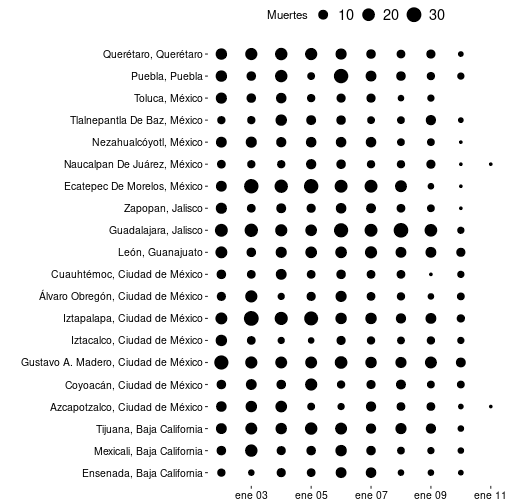 Muertes 10 20 30
Querétaro, Querétaro
Puebla, Puebla
Toluca, México
Tlalnepantla De Baz, México
Nezahualcóyotl, México
Naucalpan De Juárez, México
Ecatepec De Morelos, México
Zapopan, Jalisco
Guadalajara, Jalisco
León, Guanajuato
Cuauhtémoc, Ciudad de México
Álvaro Obregón, Ciudad de México
Iztapalapa, Ciudad de México
Iztacalco, Ciudad de México
Gustavo A. Madero, Ciudad de México
Coyoacán, Ciudad de México
Azcapotzalco, Ciudad de México
Tijuana, Baja California
Mexicali, Baja California
Ensenada, Baja California
ene 03 ene 05 ene 07 ene 09 ene 11